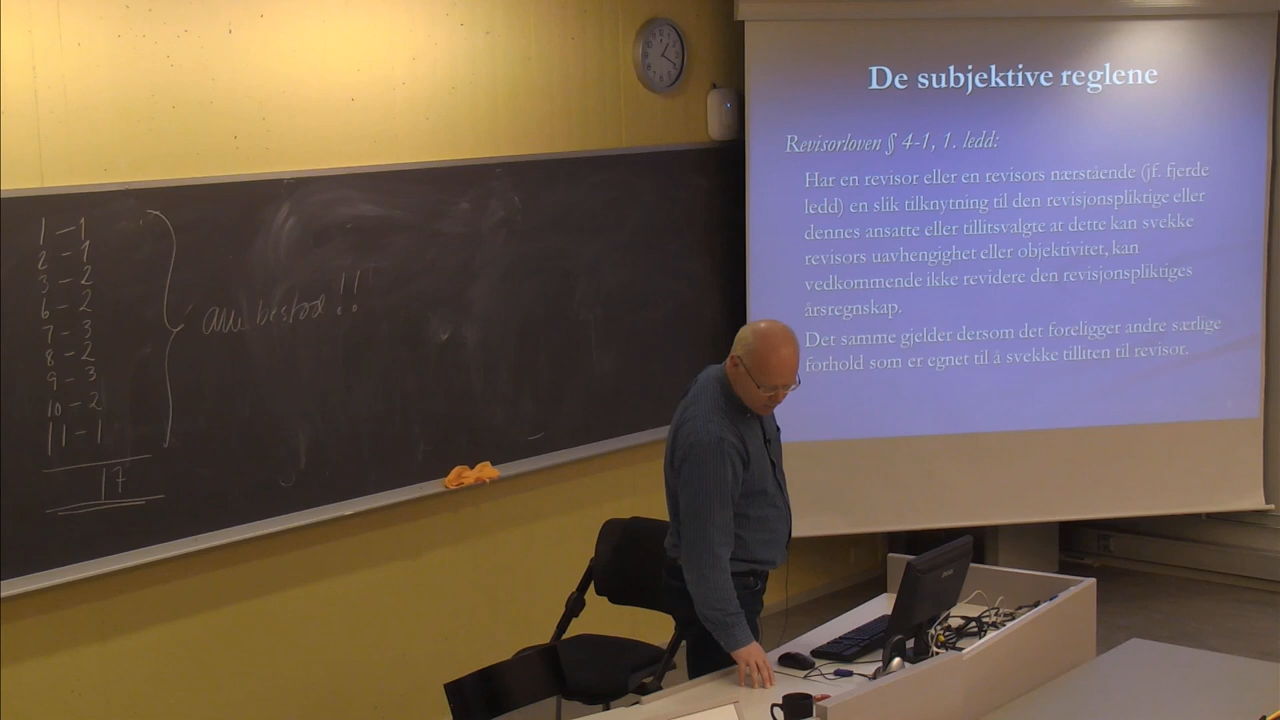 1 - 1
2 - 1
3 - 2
6 - 2
7 - 3
8 - 2
9 - 3
10 - 2
11 - 1
17
!!
De subjektive reglene
Revisorloven § 4-1, 1. ledd:
Har en revisor eller en revisors nærstående (jf. fjerde
ledd) en slik tilknytning til den revisjonspliktige eller
dennes ansatte eller tillitsvalgte at dette kan svekke
revisors uavhengighet eller objektivitet, kan
vedkommende ikke revidere den revisjonspliktiges
årsregnskap.
Det samme gjelder dersom det foreligger andre særlige
forhold som er egnet til å svekke tilliten til revisor.